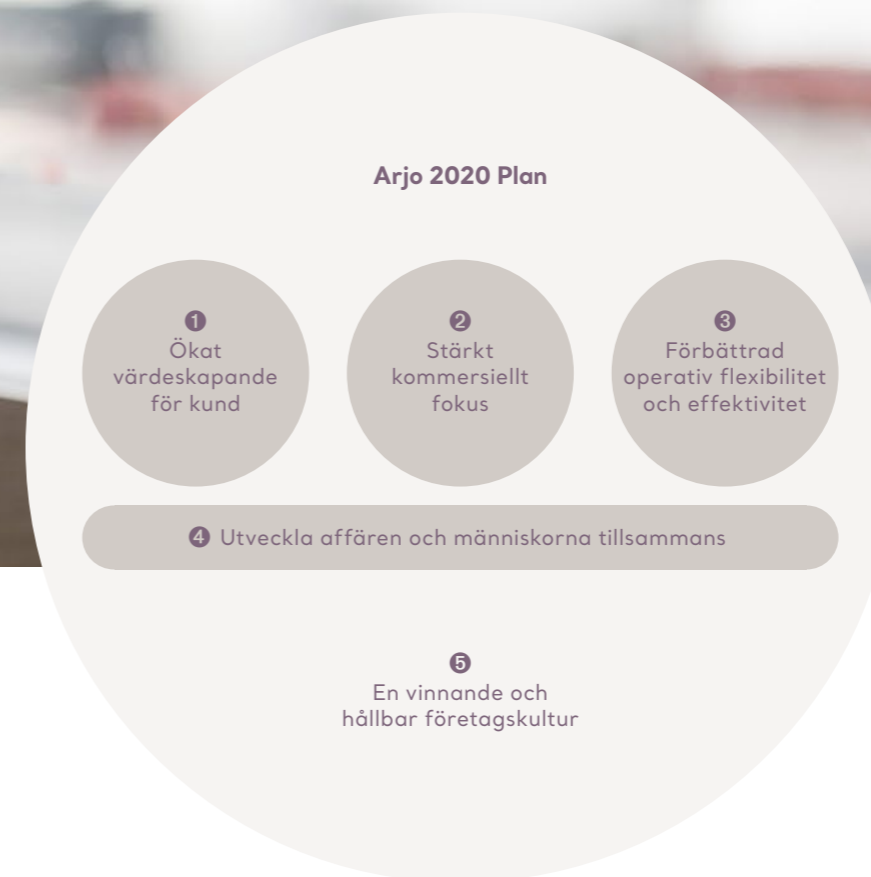 Arjo 2020 Plan
❶
Ökat
värdeskapande
för kund
❷
Stärkt
kommersiellt
fokus
❸
Förbättrad
operativ flexibilitet
och effektivitet
❹ Utveckla affären och människorna tillsammans
❺
En vinnande och
hållbar företagskultur